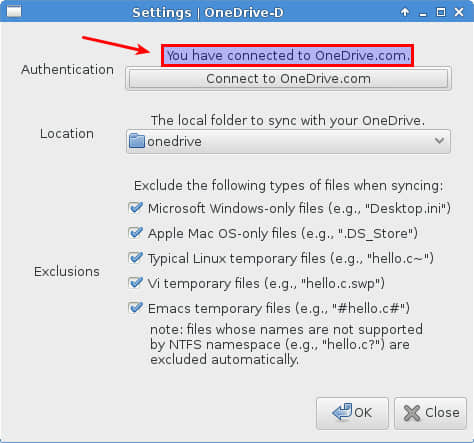 Settings | OneDrive-D
You have connected to OneDrive.com.
Authentication
Connect to OneDrive.com
The local folder to sync with your OneDrive.
Location
onedrive
Exclude the following types of files when syncing:
Microsoft Windows-only files (e.g., "Desktop.ini")
Apple Mac OS-only files (e.g., ".DS_Store")
Typical Linux temporary files (e.g., "hello.c~")
Exclusions
Vi temporary files (e.g., "hello.c.swp")
Emacs temporary files (e.g., "#hello.c#")
note: files whose names are not supported
by NTFS namespace (e.g., "hello.c?") are
excluded automatically.
OK
Close